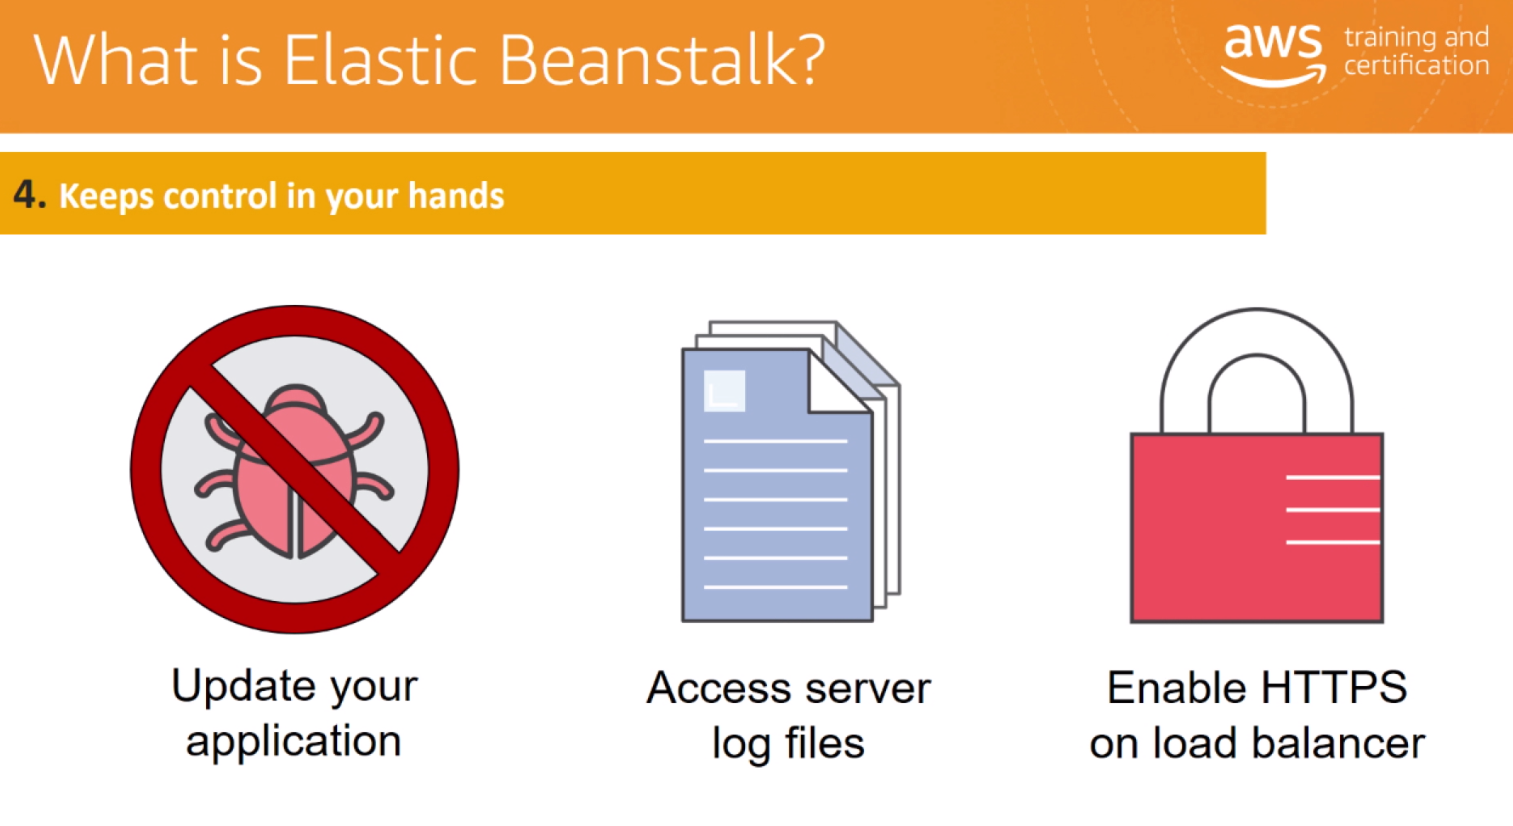 What is Elastic Beanstalk?
aws training and
certification
4. Keeps control in your hands
Update your
application
Access server
log files
Enable HTTPS
on load balancer